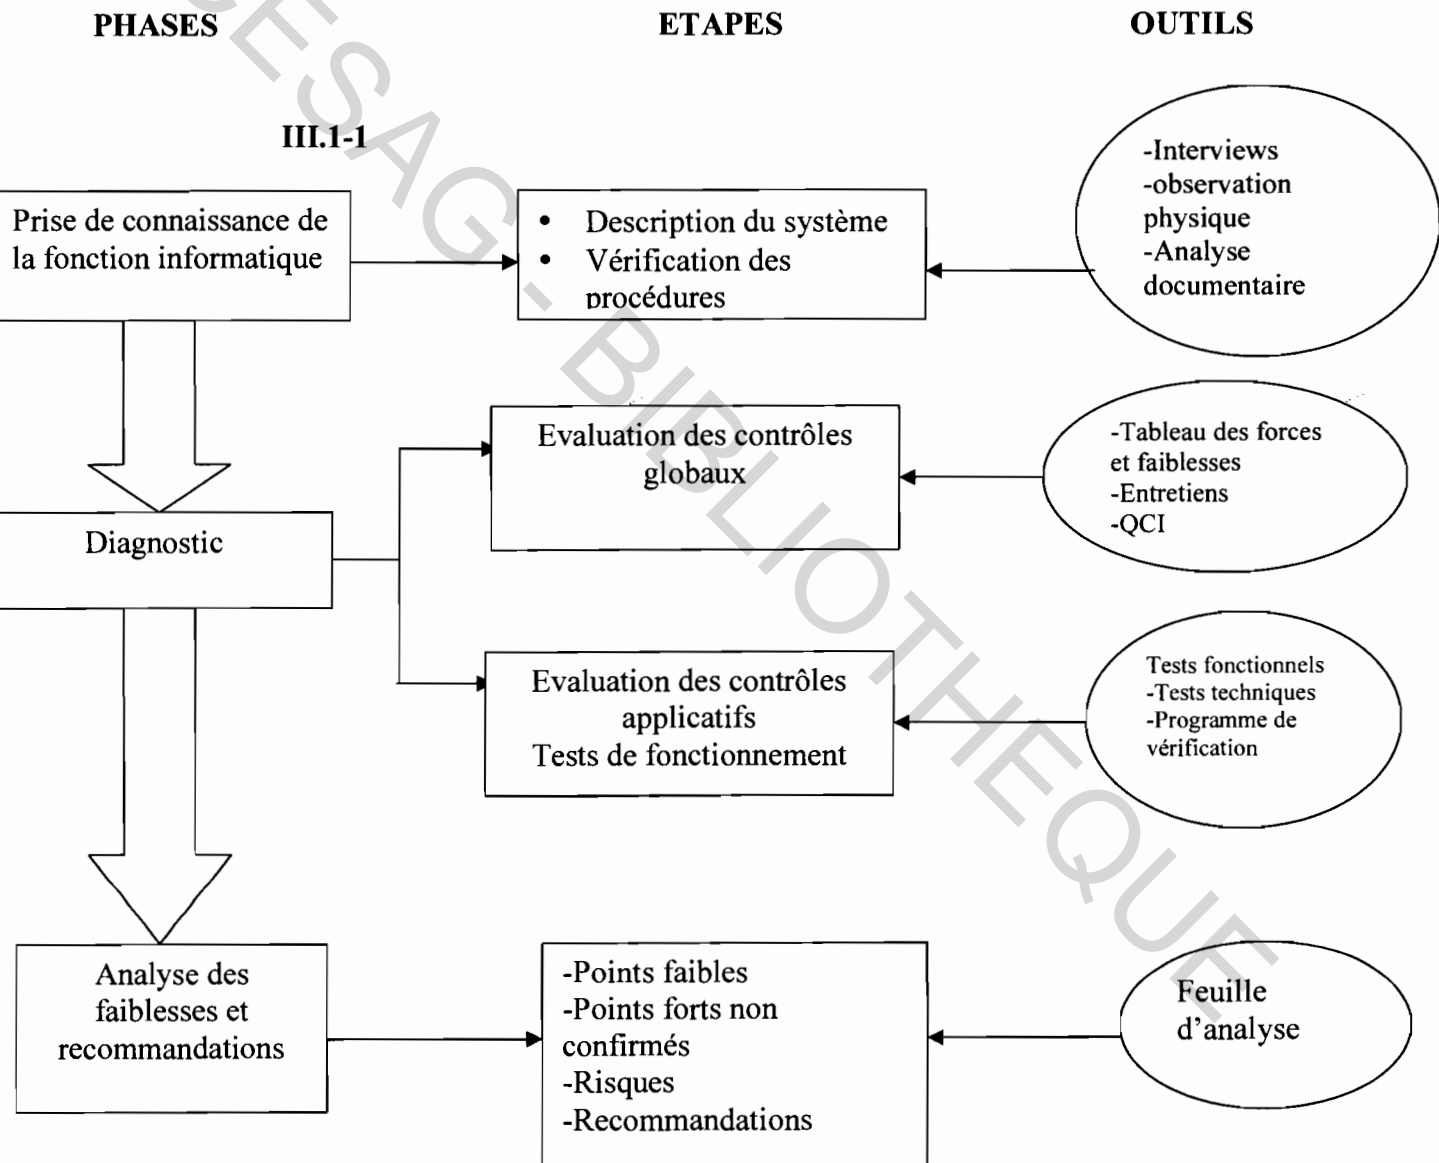 PHASES
ETAPES
OUTILS
III.1-1
Prise de connaissance de
la fonction informatique
• Description du système
• Vérification des
procédures
-Interviews
-observation
physique
-Analyse
documentaire
Diagnostic
Evaluation des contrôles
globaux
-Tableau des forces
et faiblesses
-Entretiens
-QCI
Evaluation des contrôles
applicatifs
Tests de fonctionnement
Tests fonctionnels
-Tests techniques
-Programme de
vérification
Analyse des
faiblesses et
recommandations
-Points faibles
-Points forts non
confirmés
-Risques
-Recommandations
Feuille
d'analyse
CESAG - BIBLIOTHEQUE